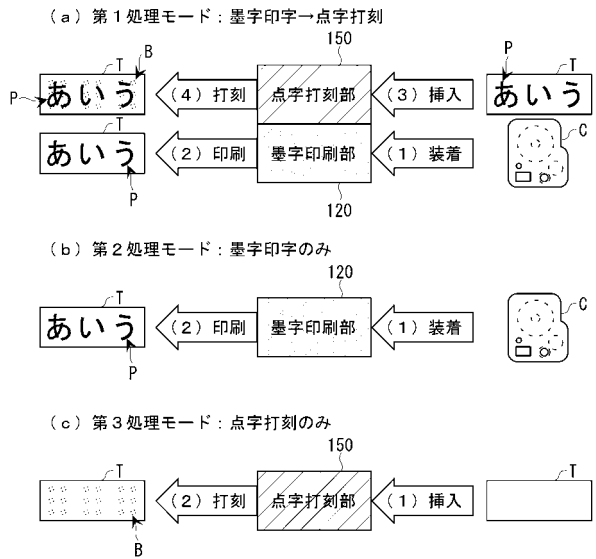 (a) 第1処理モード:墨字印字→点字打刻
150
P T B あいう
(4) 打刻
点字打刻部
(3) 挿入
P T あいう
T あいう P
(2) 印刷
墨字印刷部
(1) 装着
C
120
(b) 第2処理モード:墨字印字のみ
120
T あいう P
(2) 印刷
墨字印刷部
(1) 装着
C
(c) 第3処理モード:点字打刻のみ
150
T B
(2) 打刻
点字打刻部
(1) 挿入
T